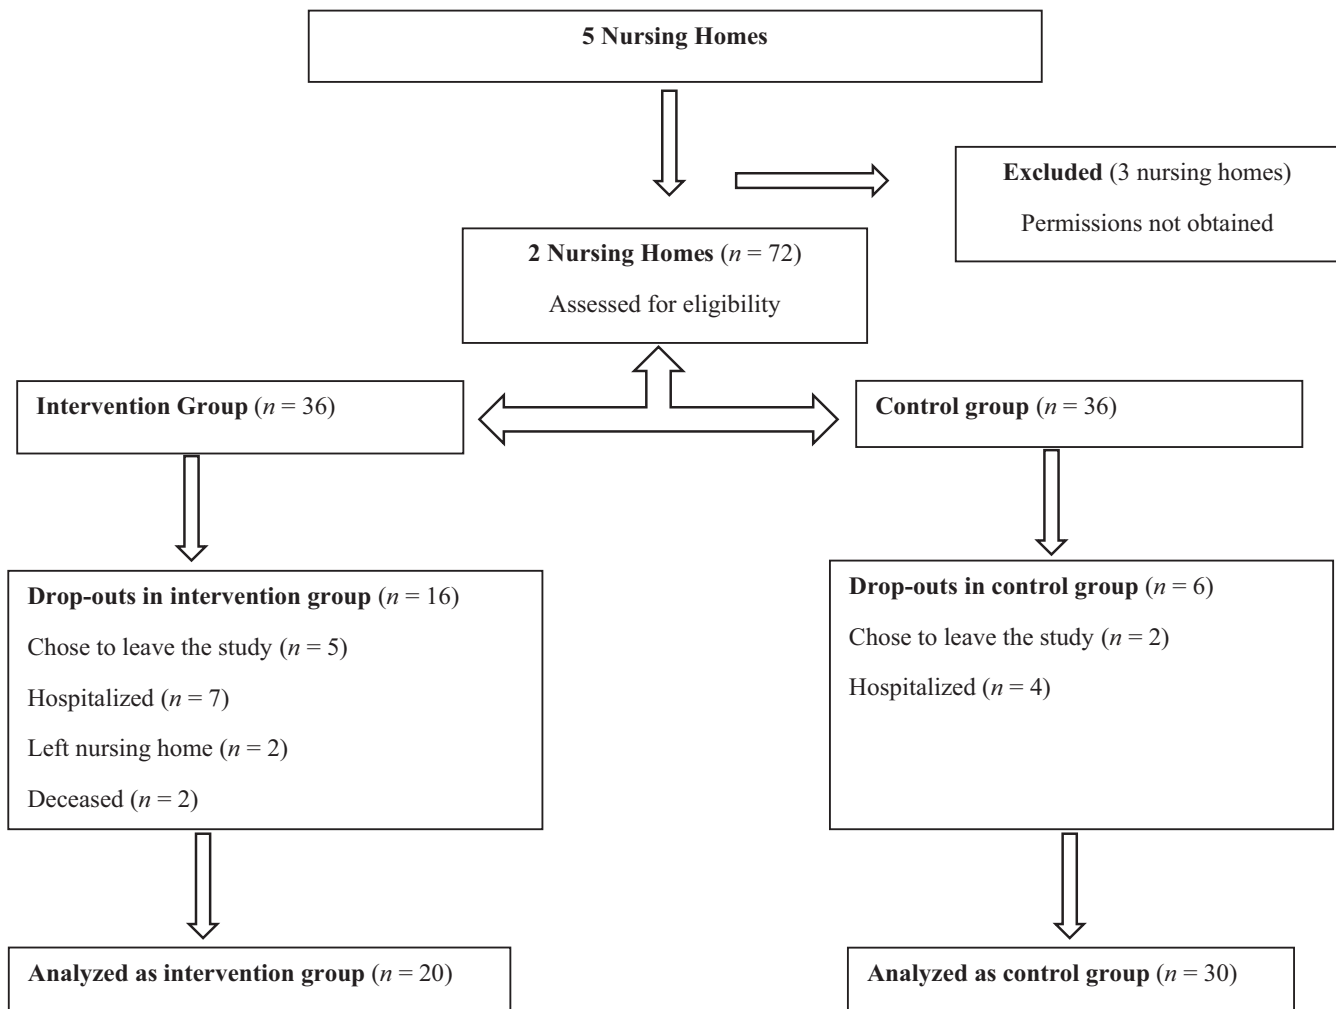 5 Nursing Homes
Excluded (3 nursing homes)
Permissions not obtained
2 Nursing Homes (n = 72)
Assessed for eligibility
Intervention Group (n = 36)
Control group (n = 36)
Drop-outs in intervention group (n = 16)
Chose to leave the study (n = 5)
Hospitalized (n = 7)
Left nursing home (n = 2)
Deceased (n = 2)
Drop-outs in control group (n = 6)
Chose to leave the study (n = 2)
Hospitalized (n = 4)
Analyzed as intervention group (n = 20)
Analyzed as control group (n = 30)